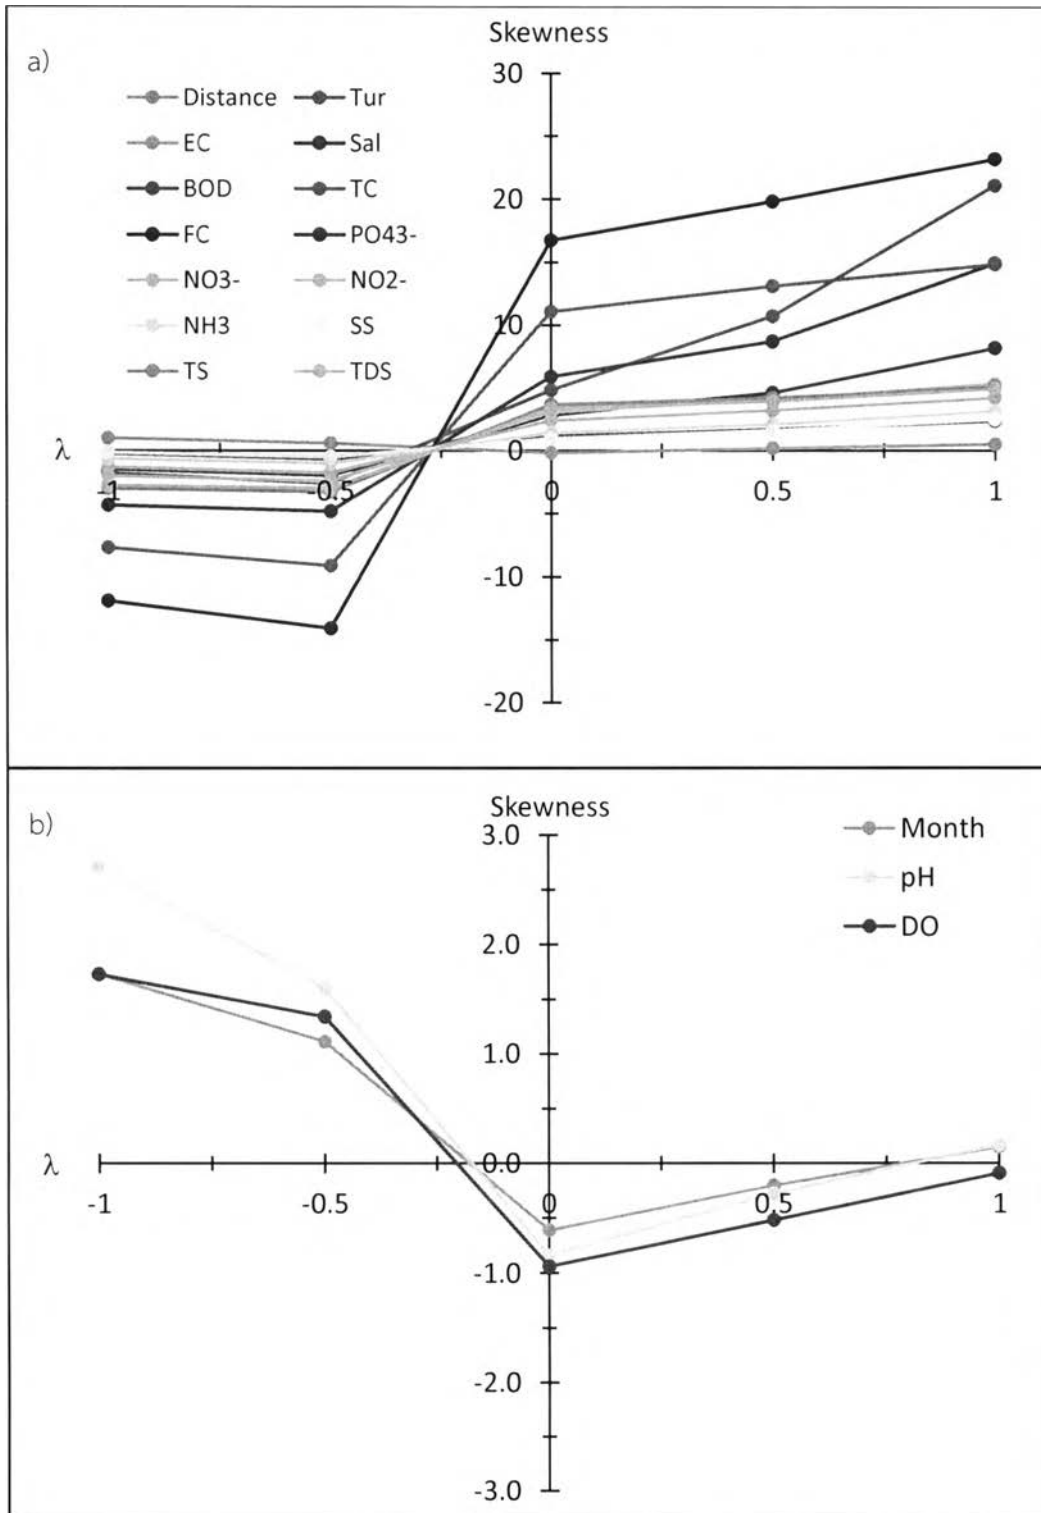 Skewness
a)
30
Distance Tur
EC Sal
BOD TC
20
FC PO43-
NO3- NO2-
NH3 SS
10
TS TDS
0
λ
-1 -0.5 0 0.5 1
-10
-20
Skewness
b)
3.0
Month
pH
DO
2.0
1.0
0.0
λ
-1 -0.5 0 0.5 1
-1.0
-2.0
-3.0